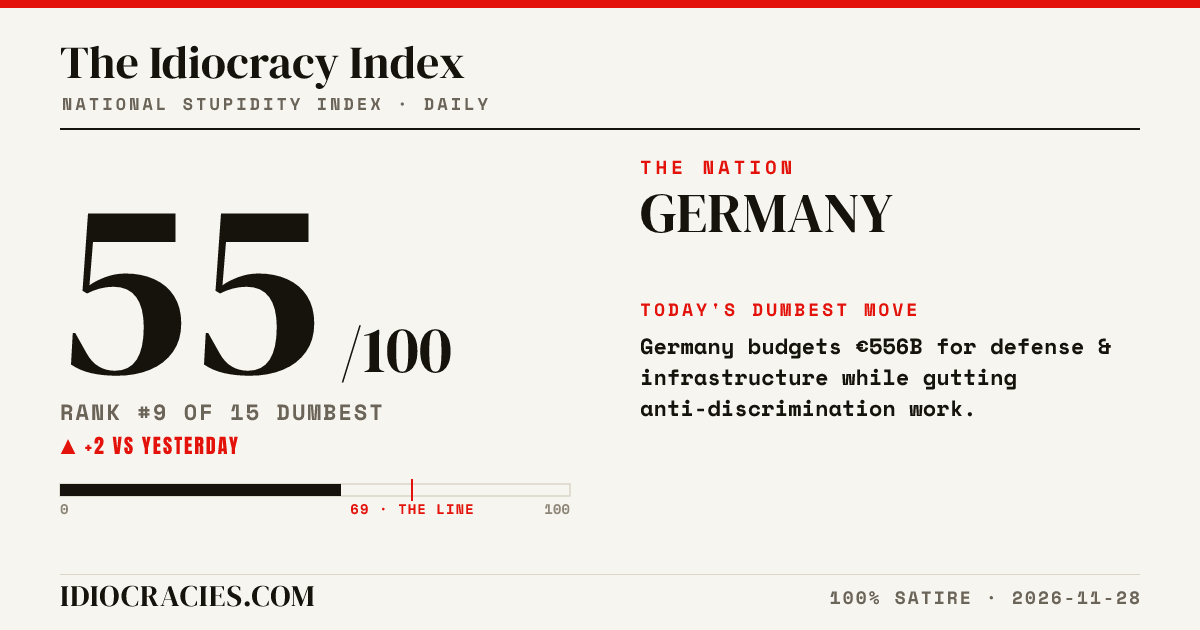 The Idiocracy Index
NATIONAL STUPIDITY INDEX · DAILY
55 /100
RANK #9 OF 15 DUMBEST
▲ +2 VS YESTERDAY
0
69 · THE LINE
100
THE NATION
GERMANY
TODAY'S DUMBEST MOVE
Germany budgets €556B for defense &
infrastructure while gutting
anti-discrimination work.
IDIOCRACIES.COM
100% SATIRE · 2026-11-28